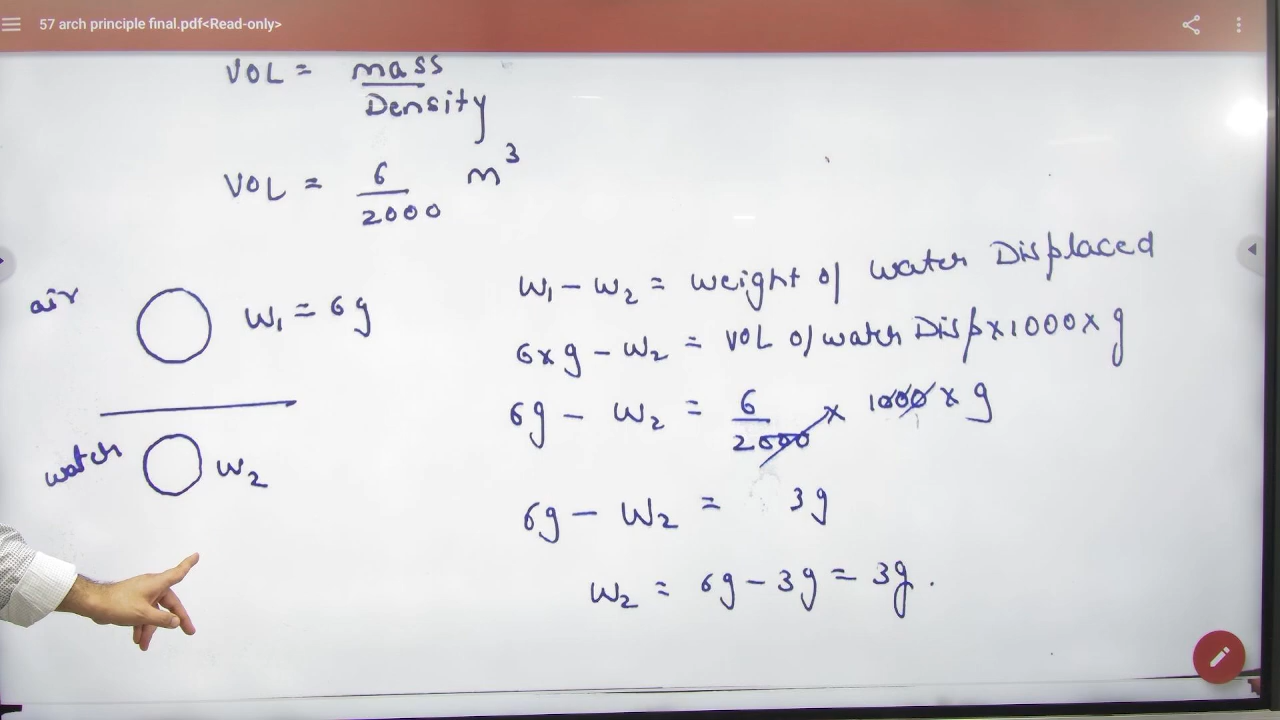 57 arch principle final.pdf<Read-only>
VOL = mass
Density
VOL = 6/2000 m³
air
W₁ = 6g
water
W₂
W₁ - W₂ = weight of water Displaced
6xg - W₂ = VOL of water Disp x 1000 x g
6g - W₂ = 6/2000 x 1000 x g
6g - W₂ = 3g
W₂ = 6g - 3g = 3g.